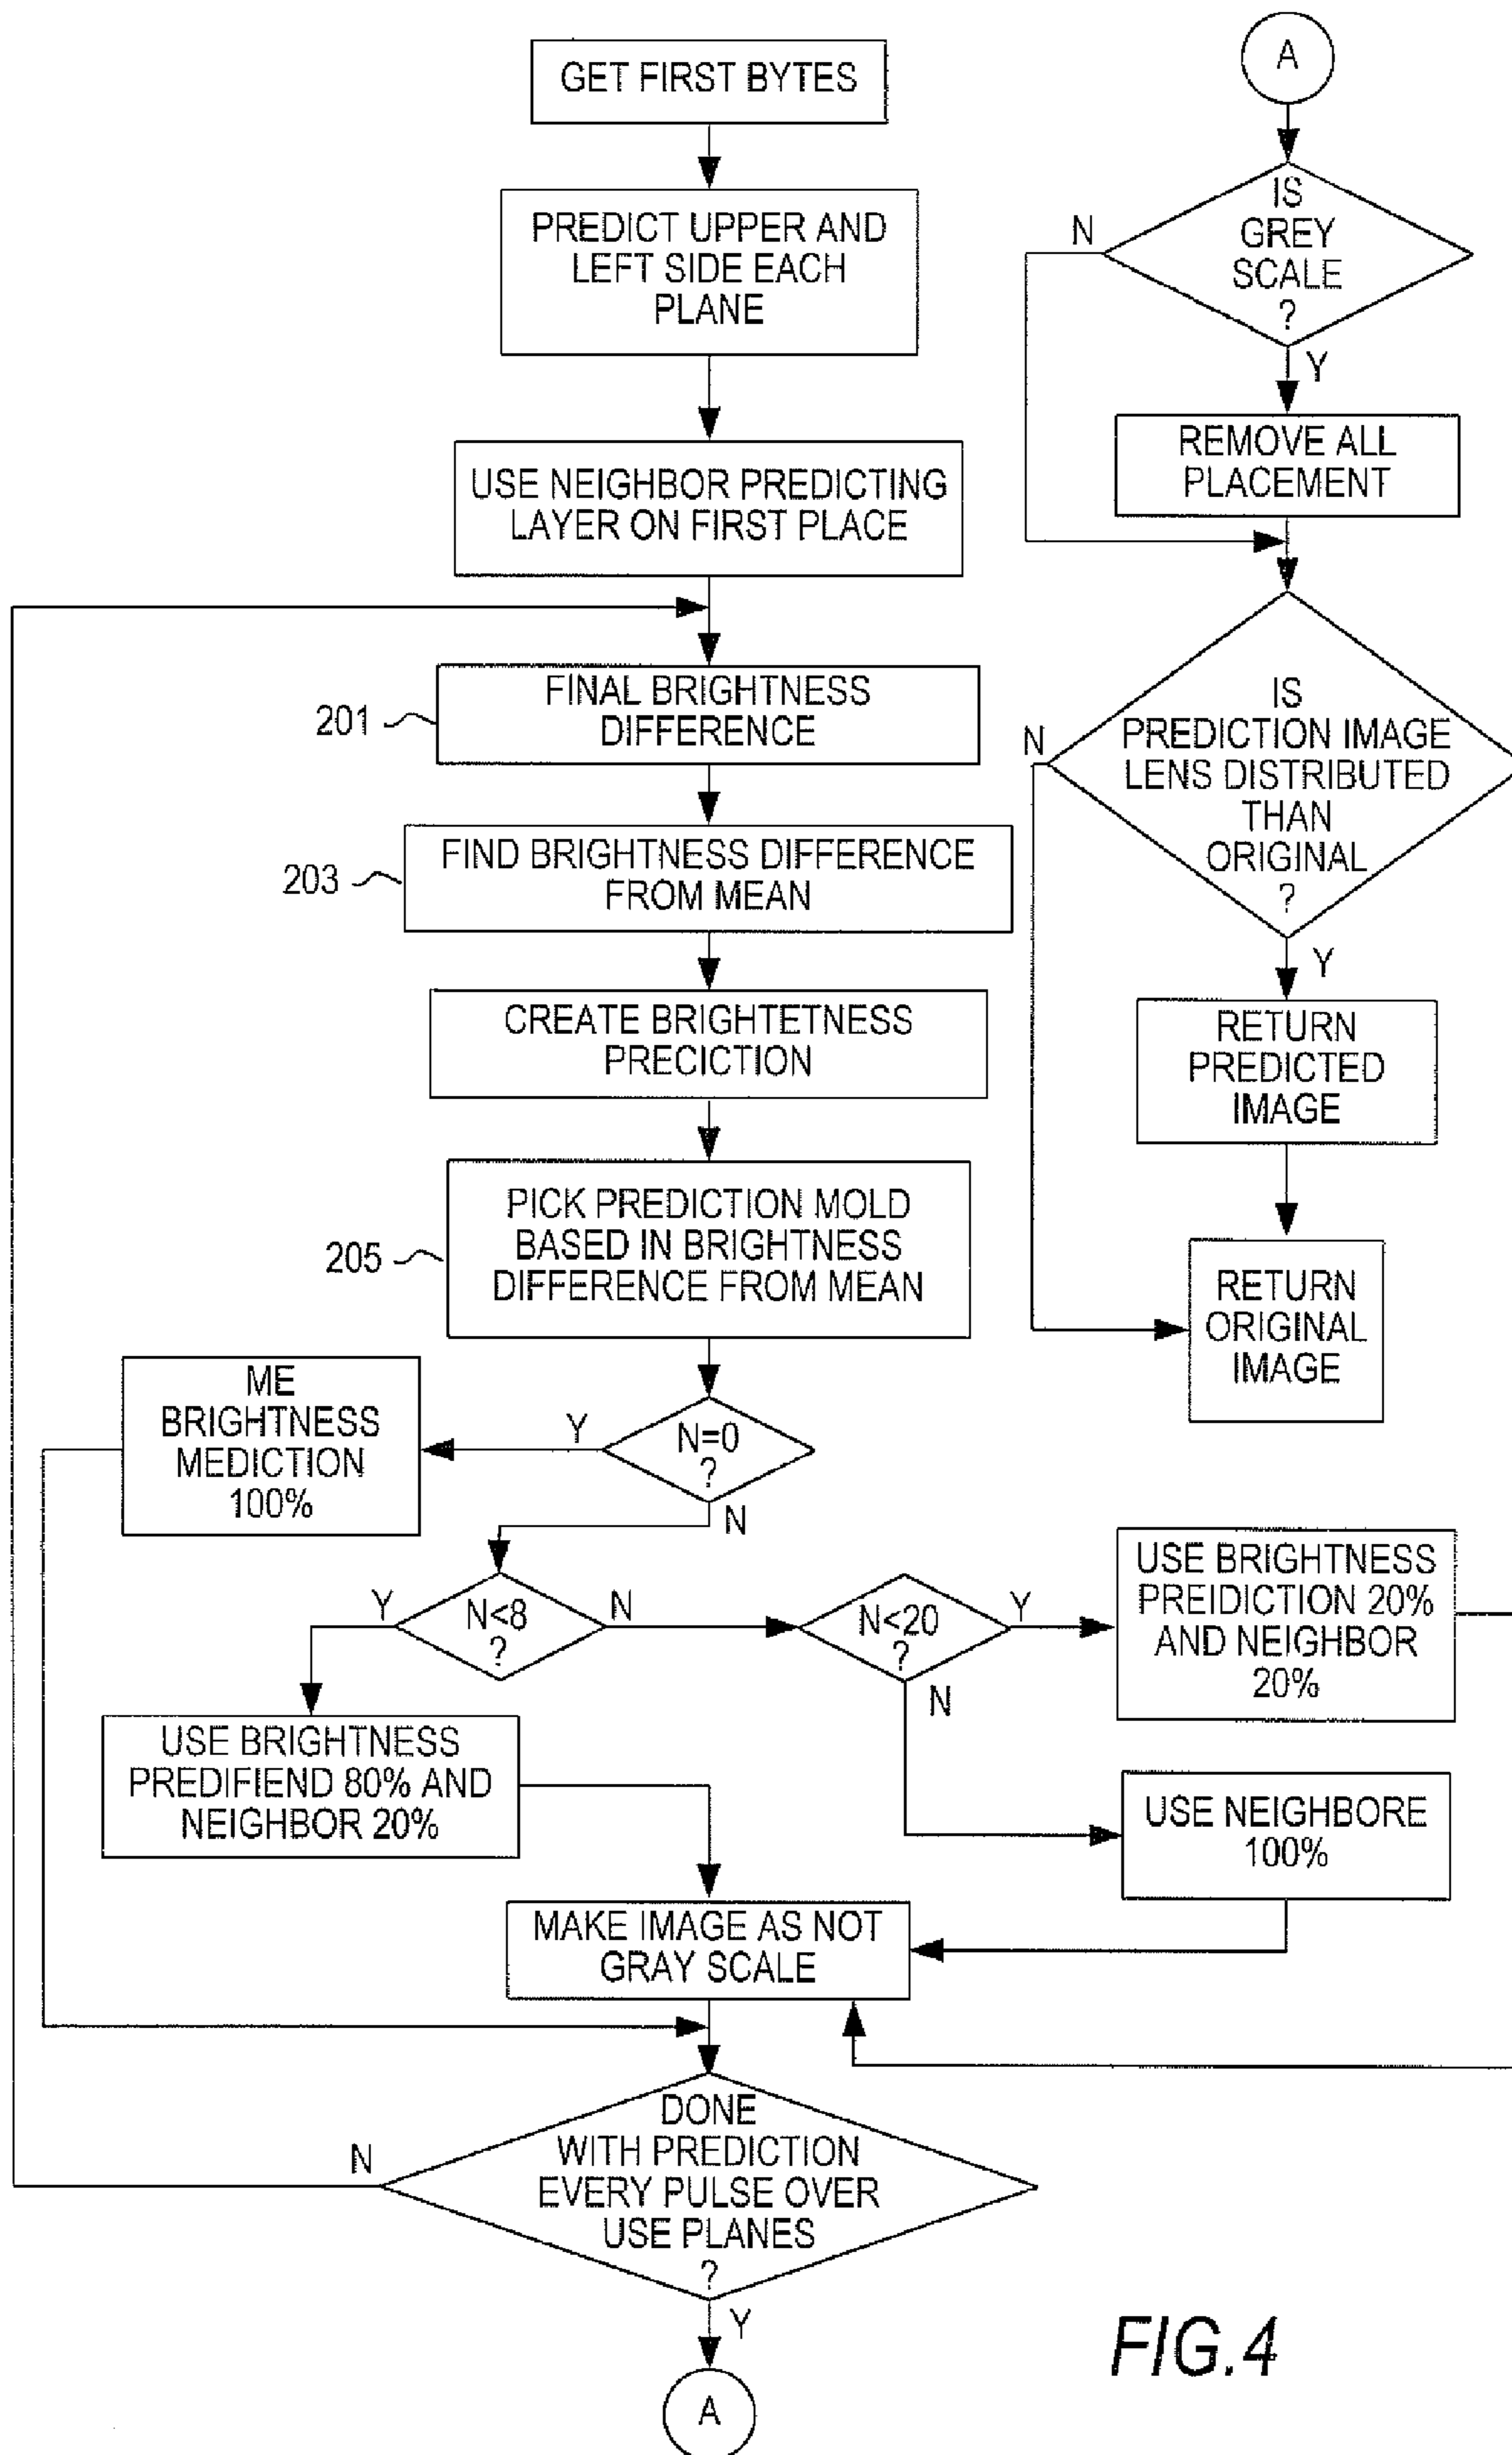 GET FIRST BYTES
PREDICT UPPER AND
LEFT SIDE EACH
PLANE
USE NEIGHBOR PREDICTING
LAYER ON FIRST PLACE
201
FINAL BRIGHTNESS
DIFFERENCE
203
FIND BRIGHTNESS DIFFERENCE
FROM MEAN
CREATE BRIGHTETNESS
PRECICTION
205
PICK PREDICTION MOLD
BASED IN BRIGHTNESS
DIFFERENCE FROM MEAN
N=0
?
Y
N
ME
BRIGHTNESS
MEDICTION
100%
N<8
?
Y
N
N<20
?
Y
N
USE BRIGHTNESS
PREIDICTION 20%
AND NEIGHBOR
20%
USE BRIGHTNESS
PREDIFIEND 80% AND
NEIGHBOR 20%
USE NEIGHBORE
100%
MAKE IMAGE AS NOT
GRAY SCALE
DONE
WITH PREDICTION
EVERY PULSE OVER
USE PLANES
?
N
Y
A
A
IS
GREY
SCALE
?
N
Y
REMOVE ALL
PLACEMENT
IS
PREDICTION IMAGE
LENS DISTRIBUTED
THAN
ORIGINAL
?
N
Y
RETURN
PREDICTED
IMAGE
RETURN
ORIGINAL
IMAGE
FIG.4